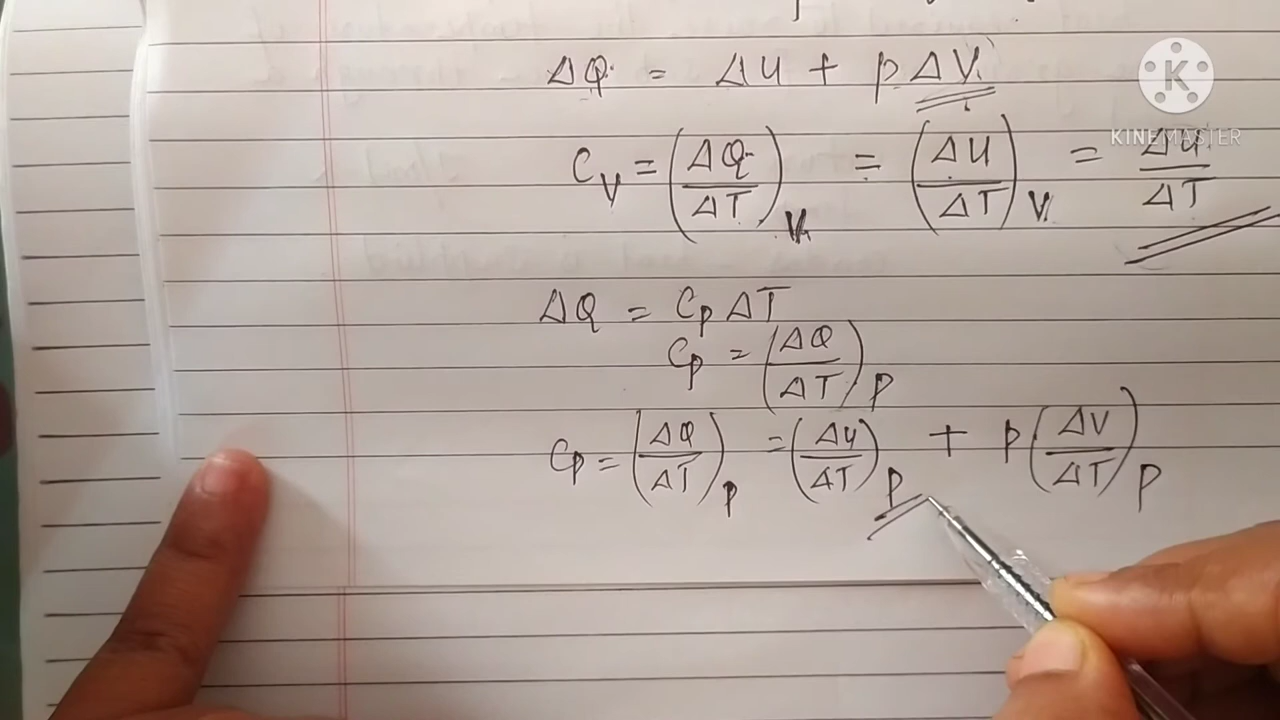 ΔQ = ΔU + PΔV
KINEMASTER
C_V = (ΔQ/ΔT)_V = (ΔU/ΔT)_V = ΔU/ΔT
ΔQ = C_P ΔT
C_P = (ΔQ/ΔT)_P
C_P = (ΔQ/ΔT)_P = (ΔU/ΔT)_P + P(ΔV/ΔT)_P